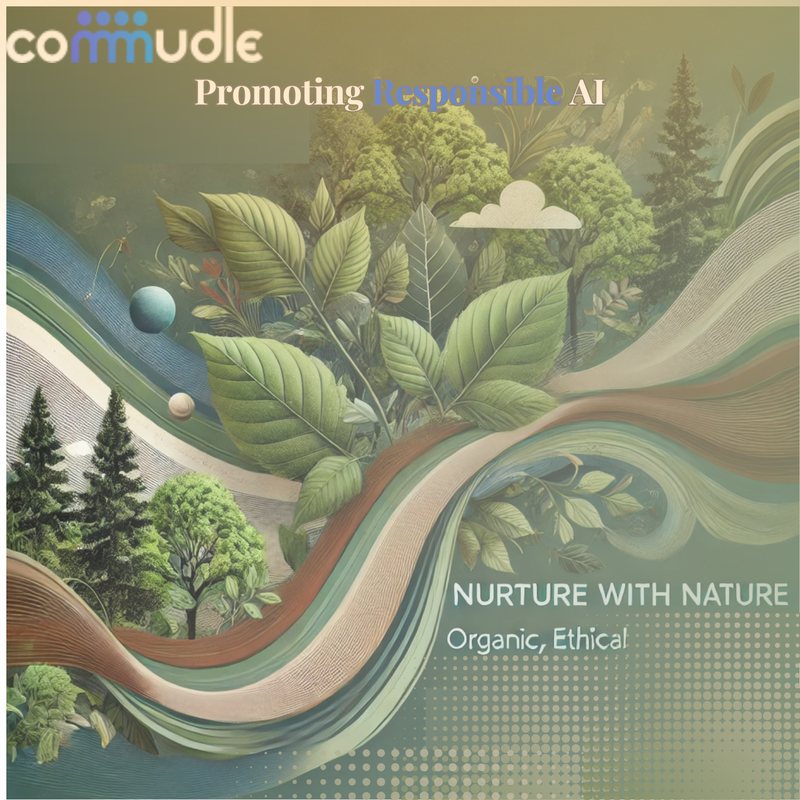 commudle
Promoting Responsible AI
NURTURE WITH NATURE
Organic, Ethical